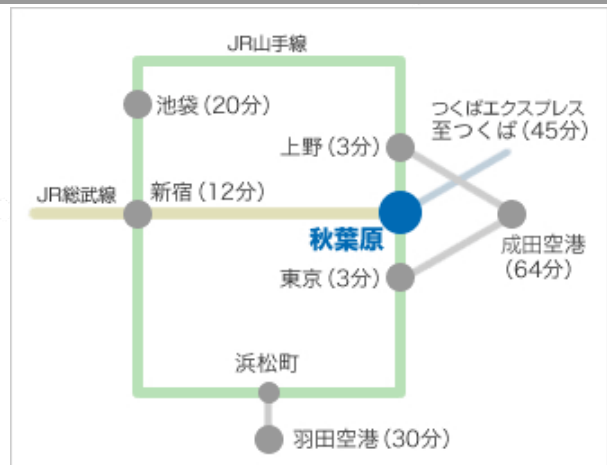 JR山手線
池袋（20分）
つくばエクスプレス
至つくば（45分）
上野（3分）
JR総武線
新宿（12分）
秋葉原
成田空港
（64分）
東京（3分）
浜松町
羽田空港（30分）